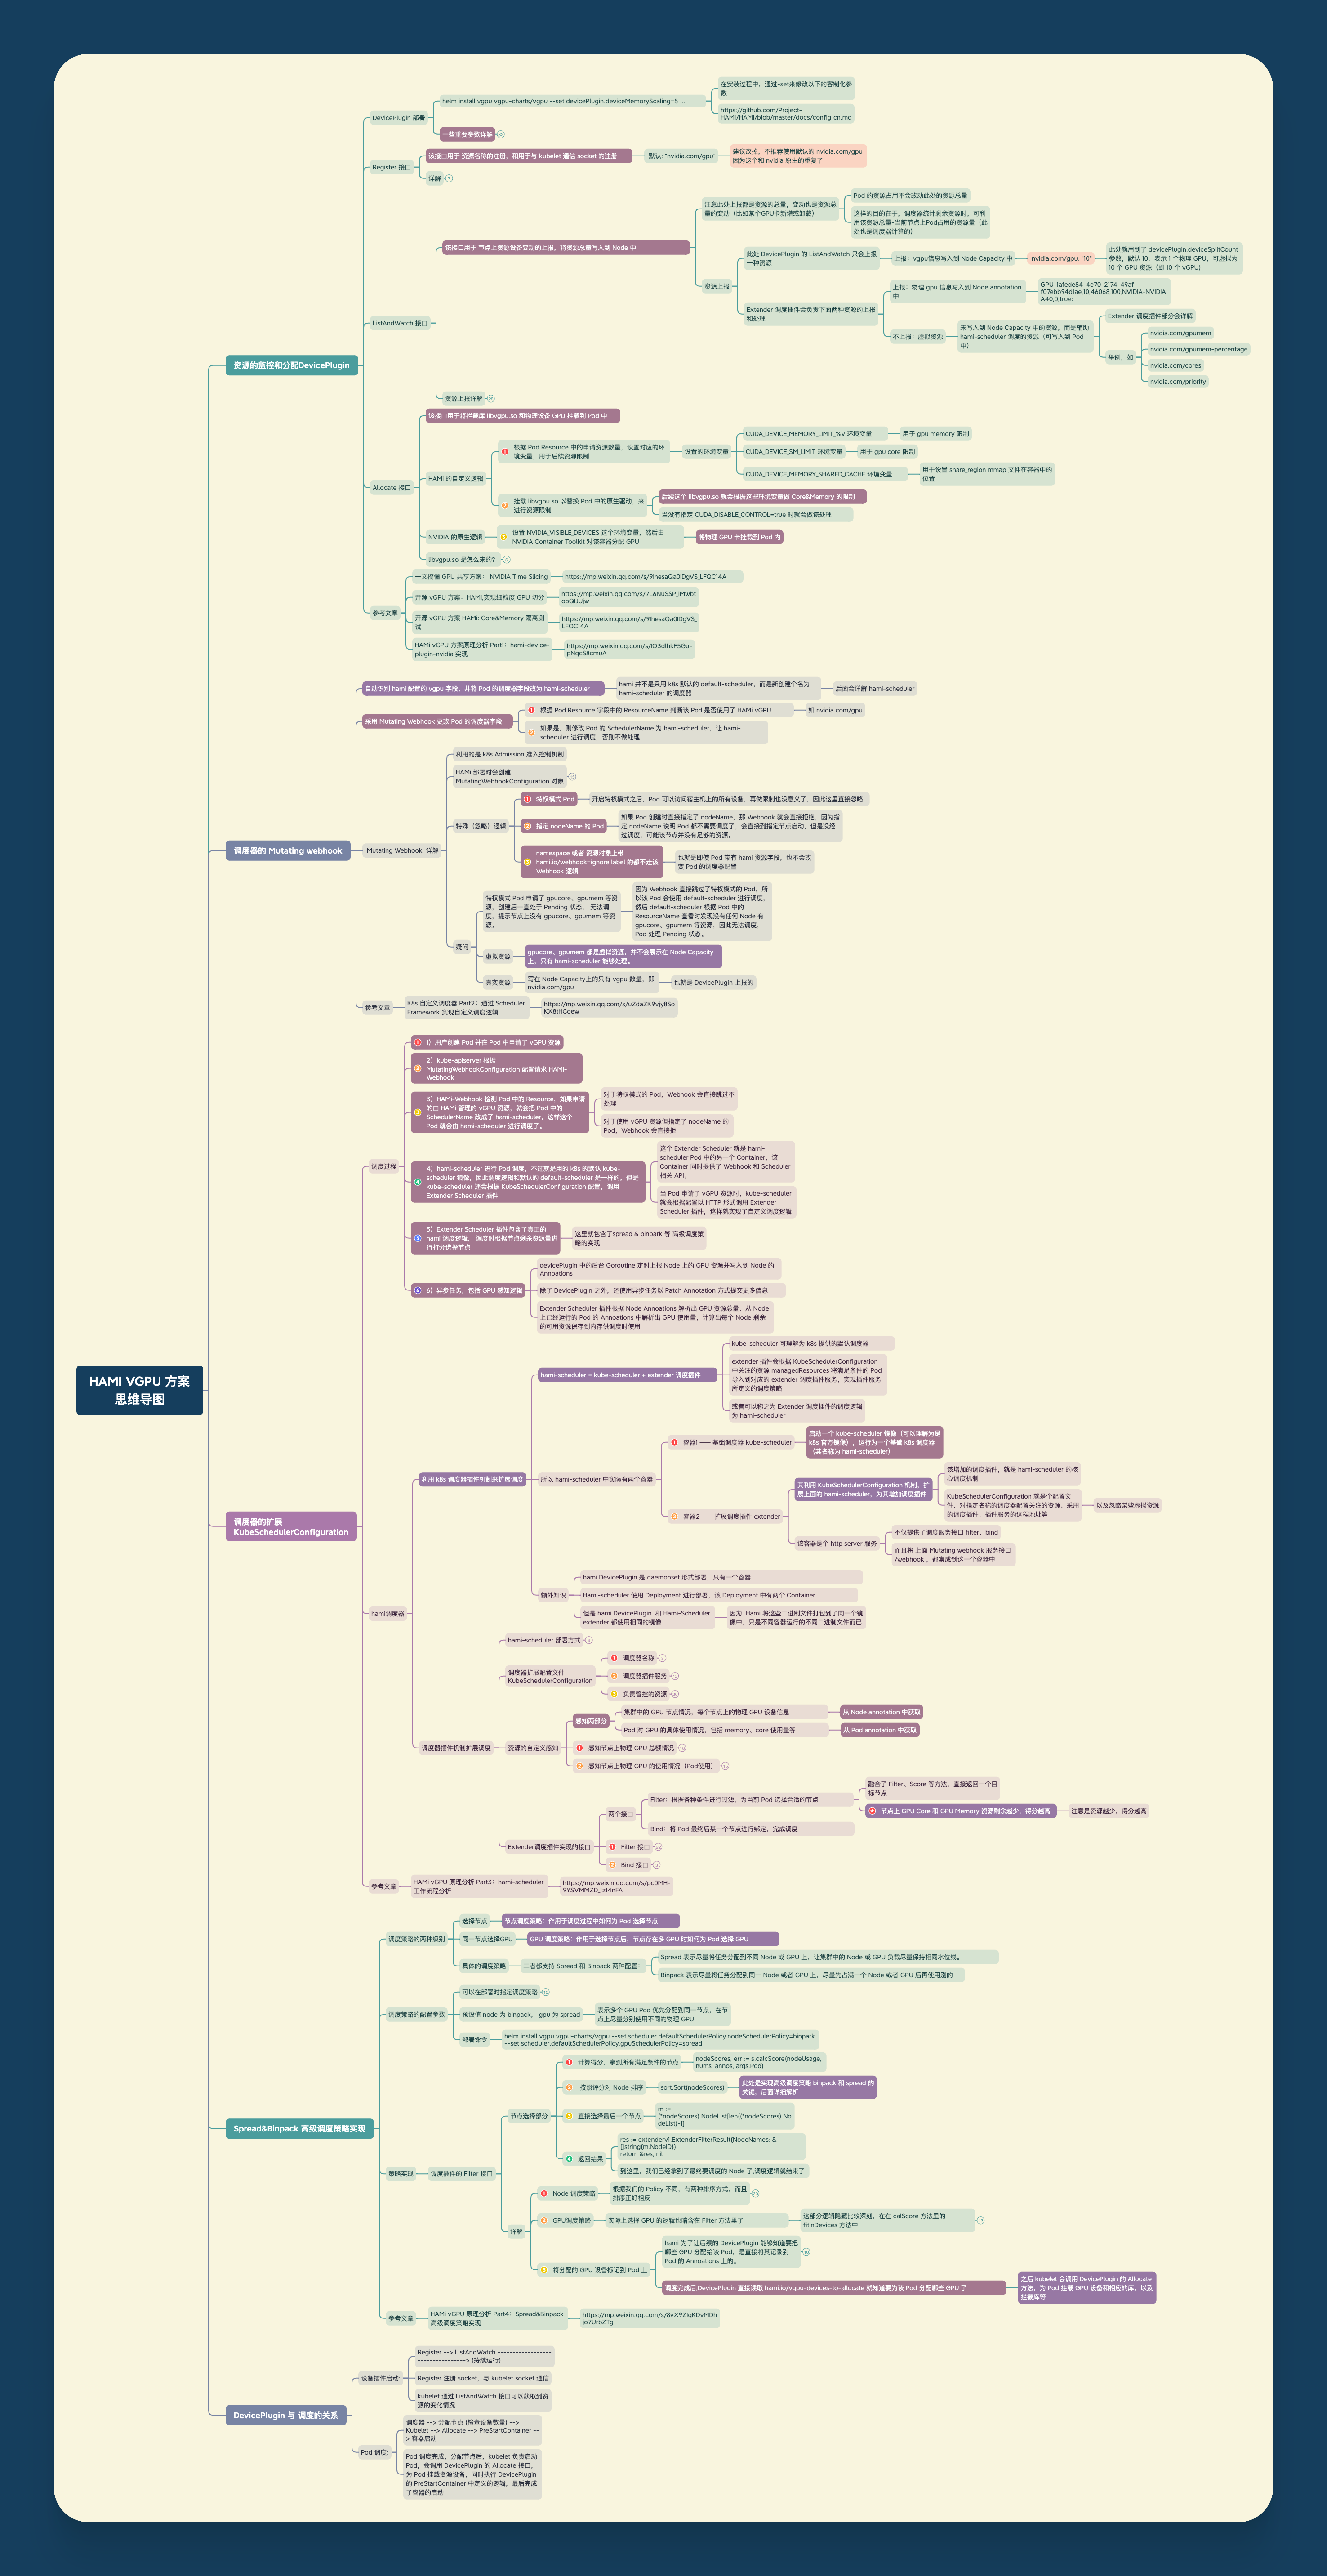 HAMI VGPU 方案
思维导图
资源的监控和分配DevicePlugin
DevicePlugin 部署
helm install vgpu vgpu-charts/vgpu --set devicePlugin.deviceMemoryScaling=5 ...
在安装过程中，通过-set来修改以下的客制化参
数
https://github.com/Project-
HAMi/HAMi/blob/master/docs/config_cn.md
一些重要参数详解
Register 接口
该接口用于 资源名称的注册，和用于与 kubelet 通信 socket 的注册
默认: "nvidia.com/gpu"
建议改掉，不推荐使用默认的 nvidia.com/gpu
因为这个和 nvidia 原生的重复了
详解
ListAndWatch 接口
该接口用于 节点上资源设备变动的上报，将资源总量写入到 Node 中
注意此处上报都是资源的总量，变动也是资源总
量的变动（比如某个GPU卡新增或卸载）
Pod 的资源占用不会改动此处的资源总量
这样的目的在于，调度器统计剩余资源时，可利
用该资源总量-当前节点上Pod占用的资源量（此
处也是调度器计算的）
资源上报
此处 DevicePlugin 的 ListAndWatch 只会上报
一种资源
上报：vgpu信息写入到 Node Capacity 中
nvidia.com/gpu: "10"
此处就用到了 devicePlugin.deviceSplitCount
参数，默认 10，表示 1 个物理 GPU，可虚拟为
10 个 GPU 资源（即 10 个 vGPU)
Extender 调度插件会负责下面两种资源的上报
和处理
上报：物理 gpu 信息写入到 Node annotation
中
GPU-1afede84-4e70-2174-49af-
f07ebb94d1ae,10,46068,100,NVIDIA-NVIDIA
A40,0,true:
不上报：虚拟资源
未写入到 Node Capacity 中的资源，而是辅助
hami-scheduler 调度的资源（可写入到 Pod
中）
Extender 调度插件部分会详解
举例，如
nvidia.com/gpumem
nvidia.com/gpumem-percentage
nvidia.com/cores
nvidia.com/priority
资源上报详解
Allocate 接口
该接口用于将拦截库 libvgpu.so 和物理设备 GPU 挂载到 Pod 中
HAMi 的自定义逻辑
根据 Pod Resource 中的申请资源数量，设置对应的环
境变量，用于后续资源限制
设置的环境变量
CUDA_DEVICE_MEMORY_LIMIT_%v 环境变量
用于 gpu memory 限制
CUDA_DEVICE_SM_LIMIT 环境变量
用于 gpu core 限制
CUDA_DEVICE_MEMORY_SHARED_CACHE 环境变量
用于设置 share_region mmap 文件在容器中的
位置
挂载 libvgpu.so 以替换 Pod 中的原生驱动，来
进行资源限制
后续这个 libvgpu.so 就会根据这些环境变量做 Core&Memory 的限制
当没有指定 CUDA_DISABLE_CONTROL=true 时就会做该处理
NVIDIA 的原生逻辑
设置 NVIDIA_VISIBLE_DEVICES 这个环境变量，然后由
NVIDIA Container Toolkit 对该容器分配 GPU
将物理 GPU 卡挂载到 Pod 内
libvgpu.so 是怎么来的?
参考文章
一文搞懂 GPU 共享方案： NVIDIA Time Slicing
开源 vGPU 方案：HAMi,实现细粒度 GPU 切分
开源 vGPU 方案 HAMi: Core&Memory 隔离测
试
HAMi vGPU 方案原理分析 Part1：hami-device-
plugin-nvidia 实现
调度器的 Mutating webhook
自动识别 hami 配置的 vgpu 字段，并将 Pod 的调度器字段改为 hami-scheduler
hami 并不是采用 k8s 默认的 default-scheduler，而是新创建个名为
hami-scheduler 的调度器
后面会详解 hami-scheduler
采用 Mutating Webhook 更改 Pod 的调度器字段
根据 Pod Resource 字段中的 ResourceName 判断该 Pod 是否使用了 HAMi vGPU
如 nvidia.com/gpu
如果是，则修改 Pod 的 SchedulerName 为 hami-scheduler，让 hami-
scheduler 进行调度，否则不做处理
Mutating Webhook 详解
利用的是 k8s Admission 准入控制机制
HAMi 部署时会创建
MutatingWebhookConfiguration 对象
特殊（忽略）逻辑
特权模式 Pod
开启特权模式之后，Pod 可以访问宿主机上的所有设备，再做限制也没意义了，因此这里直接忽略
指定 nodeName 的 Pod
如果 Pod 创建时直接指定了 nodeName，那 Webhook 就会直接拒绝，因为指
定 nodeName 说明 Pod 都不需要调度了，会直接到指定节点启动，但是没经
过调度，可能该节点并没有足够的资源。
namespace 或者 资源对象上带
hami.io/webhook=ignore label 的都不走该
Webhook 逻辑
也就是即使 Pod 带有 hami 资源字段，也不会改
变 Pod 的调度器配置
疑问
特权模式 Pod 申请了 gpucore、gpumem 等资
源，创建后一直处于 Pending 状态， 无法调
度，提示节点上没有 gpucore、gpumem 等资
源。
因为 Webhook 直接跳过了特权模式的 Pod，所
以该 Pod 会使用 default-scheduler 进行调度，
然后 default-scheduler 根据 Pod 中的
ResourceName 查看时发现没有任何 Node 有
gpucore、gpumem 等资源，因此无法调度，
Pod 处理 Pending 状态。
虚拟资源
gpucore、gpumem 都是虚拟资源，并不会展示在 Node Capacity
上，只有 hami-scheduler 能够处理。
真实资源
写在 Node Capacity上的只有 vgpu 数量，即
nvidia.com/gpu
也就是 DevicePlugin 上报的
参考文章
K8s 自定义调度器 Part2：通过 Scheduler
Framework 实现自定义调度逻辑
调度器的扩展
KubeSchedulerConfiguration
调度过程
1）用户创建 Pod 并在 Pod 中申请了 vGPU 资源
2）kube-apiserver 根据
MutatingWebhookConfiguration 配置请求 HAMi-
Webhook
3）HAMi-Webhook 检测 Pod 中的 Resource，如果申请
的由 HAMi 管理的 vGPU 资源，就会把 Pod 中的
SchedulerName 改成了 hami-scheduler，这样这个
Pod 就会由 hami-scheduler 进行调度了。
对于特权模式的 Pod，Webhook 会直接跳过不
处理
对于使用 vGPU 资源但指定了 nodeName 的
Pod，Webhook 会直接拒
4）hami-scheduler 进行 Pod 调度，不过就是用的 k8s 的默认 kube-
scheduler 镜像，因此调度逻辑和默认的 default-scheduler 是一样的，但是
kube-scheduler 还会根据 KubeSchedulerConfiguration 配置，调用
Extender Scheduler 插件
这个 Extender Scheduler 就是 hami-
scheduler Pod 中的另一个 Container，该
Container 同时提供了 Webhook 和 Scheduler
相关 API。
当 Pod 申请了 vGPU 资源时，kube-scheduler
就会根据配置以 HTTP 形式调用 Extender
Scheduler 插件，这样就实现了自定义调度逻辑
5）Extender Scheduler 插件包含了真正的
hami 调度逻辑， 调度时根据节点剩余资源量进
行打分选择节点
这里就包含了spread & binpark 等 高级调度策
略的实现
6）异步任务，包括 GPU 感知逻辑
devicePlugin 中的后台 Goroutine 定时上报 Node 上的 GPU 资源并写入到 Node 的
Annoations
除了 DevicePlugin 之外，还使用异步任务以 Patch Annotation 方式提交更多信息
Extender Scheduler 插件根据 Node Annoations 解析出 GPU 资源总量、从 Node
上已经运行的 Pod 的 Annoations 中解析出 GPU 使用量，计算出每个 Node 剩余
的可用资源保存到内存供调度时使用
hami调度器
利用 k8s 调度器插件机制来扩展调度
hami-scheduler = kube-scheduler + extender 调度插件
kube-scheduler 可理解为 k8s 提供的默认调度器
extender 插件会根据 KubeSchedulerConfiguration
中关注的资源 managedResources 将满足条件的 Pod
导入到对应的 extender 调度插件服务，实现插件服务
所定义的调度策略
或者可以称之为 Extender 调度插件的调度逻辑
为 hami-scheduler
所以 hami-scheduler 中实际有两个容器
容器1 —— 基础调度器 kube-scheduler
启动一个 kube-scheduler 镜像（可以理解为是
k8s 官方镜像），运行为一个基础 k8s 调度器
（其名称为 hami-scheduler）
容器2 —— 扩展调度插件 extender
其利用 KubeSchedulerConfiguration 机制，扩
展上面的 hami-scheduler，为其增加调度插件
该增加的调度插件，就是 hami-scheduler 的核
心调度机制
KubeSchedulerConfiguration 就是个配置文
件，对指定名称的调度器配置关注的资源、采用
的调度插件、插件服务的远程地址等
以及忽略某些虚拟资源
该容器是个 http server 服务
不仅提供了调度服务接口 filter、bind
而且将 上面 Mutating webhook 服务接口
/webhook ，都集成到这一个容器中
额外知识
hami DevicePlugin 是 daemonset 形式部署，只有一个容器
Hami-scheduler 使用 Deployment 进行部署，该 Deployment 中有两个 Container
但是 hami DevicePlugin 和 Hami-Scheduler
extender 都使用相同的镜像
因为 Hami 将这些二进制文件打包到了同一个镜
像中，只是不同容器运行的不同二进制文件而已
调度器插件机制扩展调度
hami-scheduler 部署方式
调度器扩展配置文件
KubeSchedulerConfiguration
调度器名称
调度器插件服务
负责管控的资源
资源的自定义感知
感知两部分
集群中的 GPU 节点情况，每个节点上的物理 GPU 设备信息
从 Node annotation 中获取
Pod 对 GPU 的具体使用情况，包括 memory、core 使用量等
从 Pod annotation 中获取
感知节点上物理 GPU 总额情况
感知节点上物理 GPU 的使用情况（Pod使用）
Extender调度插件实现的接口
两个接口
Filter：根据各种条件进行过滤，为当前 Pod 选择合适的节点
融合了 Filter、Score 等方法，直接返回一个目
标节点
节点上 GPU Core 和 GPU Memory 资源剩余越少，得分越高
注意是资源越少，得分越高
Bind：将 Pod 最终后某一个节点进行绑定，完成调度
Filter 接口
Bind 接口
参考文章
HAMi vGPU 原理分析 Part3：hami-scheduler
工作流程分析
Spread&Binpack 高级调度策略实现
调度策略的两种级别
选择节点
节点调度策略：作用于调度过程中如何为 Pod 选择节点
同一节点选择GPU
GPU 调度策略：作用于选择节点后，节点存在多 GPU 时如何为 Pod 选择 GPU
具体的调度策略
二者都支持 Spread 和 Binpack 两种配置：
Spread 表示尽量将任务分配到不同 Node 或 GPU 上，让集群中的 Node 或 GPU 负载尽量保持相同水位线。
Binpack 表示尽量将任务分配到同一 Node 或者 GPU 上，尽量先占满一个 Node 或者 GPU 后再使用别的
调度策略的配置参数
可以在部署时指定调度策略
预设值 node 为 binpack， gpu 为 spread
表示多个 GPU Pod 优先分配到同一节点，在节
点上尽量分别使用不同的物理 GPU
部署命令
helm install vgpu vgpu-charts/vgpu --set scheduler.defaultSchedulerPolicy.nodeSchedulerPolicy=binpark
--set scheduler.defaultSchedulerPolicy.gpuSchedulerPolicy=spread
策略实现
调度插件的 Filter 接口
节点选择部分
计算得分，拿到所有满足条件的节点
nodeScores, err := s.calcScore(nodeUsage,
nums, annos, args.Pod)
按照评分对 Node 排序
sort.Sort(nodeScores)
此处是实现高级调度策略 binpack 和 spread 的
关键，后面详细解析
直接选择最后一个节点
m :=
(*nodeScores).NodeList[len((*nodeScores).No
deList)-1]
返回结果
res := extenderv1.ExtenderFilterResult{NodeNames: &
[]string{m.NodeID}}
return &res, nil
到这里，我们已经拿到了最终要调度的 Node 了,调度逻辑就结束了
详解
Node 调度策略
根据我们的 Policy 不同，有两种排序方式，而且
排序正好相反
GPU调度策略
实际上选择 GPU 的逻辑也暗含在 Filter 方法里了
这部分逻辑隐藏比较深刻，在在 calScore 方法里的
fitInDevices 方法中
将分配的 GPU 设备标记到 Pod 上
hami 为了让后续的 DevicePlugin 能够知道要把
哪些 GPU 分配给该 Pod，是直接将其记录到
Pod 的 Annoations 上的。
调度完成后,DevicePlugin 直接读取 hami.io/vgpu-devices-to-allocate 就知道要为该 Pod 分配哪些 GPU 了
之后 kubelet 会调用 DevicePlugin 的 Allocate
方法，为 Pod 挂载 GPU 设备和相应的库，以及
拦截库等
参考文章
HAMi vGPU 原理分析 Part4：Spread&Binpack
高级调度策略实现
DevicePlugin 与 调度的关系
设备插件启动:
Register --> ListAndWatch ------------------
----------------> (持续运行)
Register 注册 socket，与 kubelet socket 通信
kubelet 通过 ListAndWatch 接口可以获取到资
源的变化情况
Pod 调度:
调度器 --> 分配节点 (检查设备数量) -->
Kubelet --> Allocate --> PreStartContainer --
> 容器启动
Pod 调度完成，分配节点后，kubelet 负责启动
Pod，会调用 DevicePlugin 的 Allocate 接口，
为 Pod 挂载资源设备，同时执行 DevicePlugin
的 PreStartContainer 中定义的逻辑，最后完成
了容器的启动